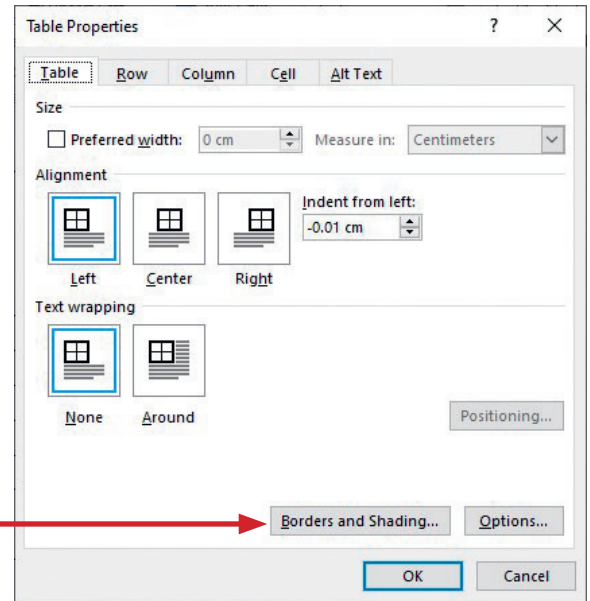 Table Properties ? ×
Table Row Column Cell Alt Text
Size
Preferred width: 0 cm Measure in: Centimeters
Alignment
Indent from left:
-0.01 cm
Left Center Right
Text wrapping
None Around
Positioning...
Borders and Shading... Options...
OK Cancel